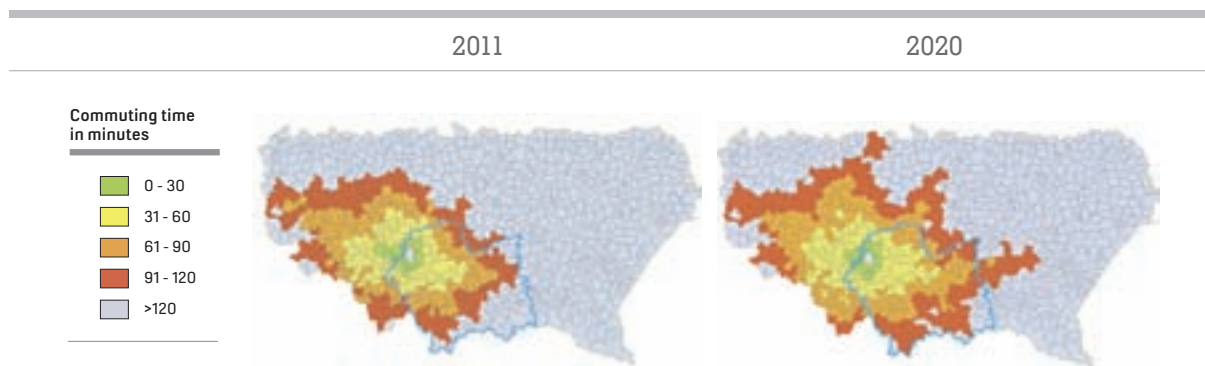 2011
2020
Commuting time
in minutes
0 - 30
31 - 60
61 - 90
91 - 120
>120